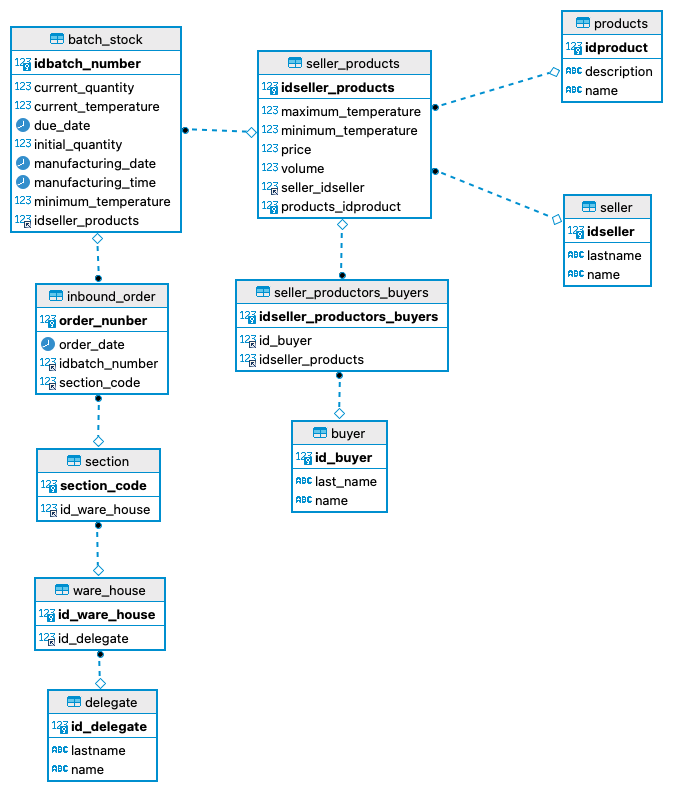 batch_stock
123 idbatch_number
123 current_quantity
123 current_temperature
due_date
123 initial_quantity
manufacturing_date
manufacturing_time
123 minimum_temperature
123 idseller_products
seller_products
123 idseller_products
123 maximum_temperature
123 minimum_temperature
123 price
123 volume
123 seller_idseller
123 products_idproduct
products
123 idproduct
ABC description
ABC name
seller
123 idseller
ABC lastname
ABC name
inbound_order
123 order_nunber
order_date
123 idbatch_number
123 section_code
seller_productors_buyers
123 idseller_productors_buyers
123 id_buyer
123 idseller_products
buyer
123 id_buyer
ABC last_name
ABC name
section
123 section_code
123 id_ware_house
ware_house
123 id_ware_house
123 id_delegate
delegate
123 id_delegate
ABC lastname
ABC name